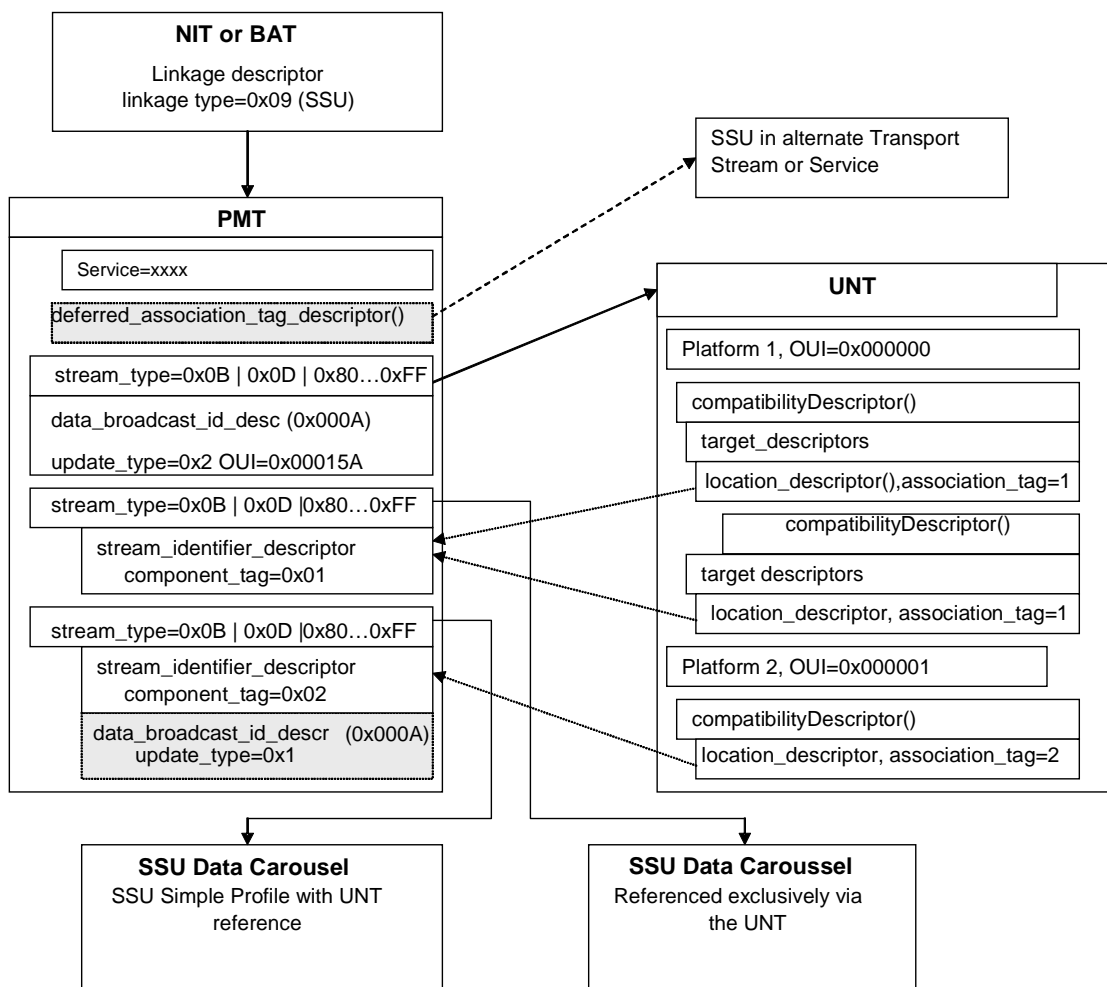 NIT or BAT
Linkage descriptor
linkage type=0x09 (SSU)
SSU in alternate Transport
Stream or Service
PMT
Service=xxxx
deferred_association_tag_descriptor()
stream_type=0x0B | 0x0D | 0x80…0xFF
data_broadcast_id_desc (0x000A)
update_type=0x2 OUI=0x00015A
stream_type=0x0B | 0x0D |0x80…0xFF
stream_identifier_descriptor
component_tag=0x01
stream_type=0x0B | 0x0D |0x80…0xFF
stream_identifier_descriptor
component_tag=0x02
data_broadcast_id_descr (0x000A)
update_type=0x1
UNT
Platform 1, OUI=0x000000
compatibilityDescriptor()
target_descriptors
location_descriptor(),association_tag=1
compatibilityDescriptor()
target descriptors
location_descriptor, association_tag=1
Platform 2, OUI=0x000001
compatibilityDescriptor()
location_descriptor, association_tag=2
SSU Data Carousel
SSU Simple Profile with UNT
reference
SSU Data Caroussel
Referenced exclusively via
the UNT